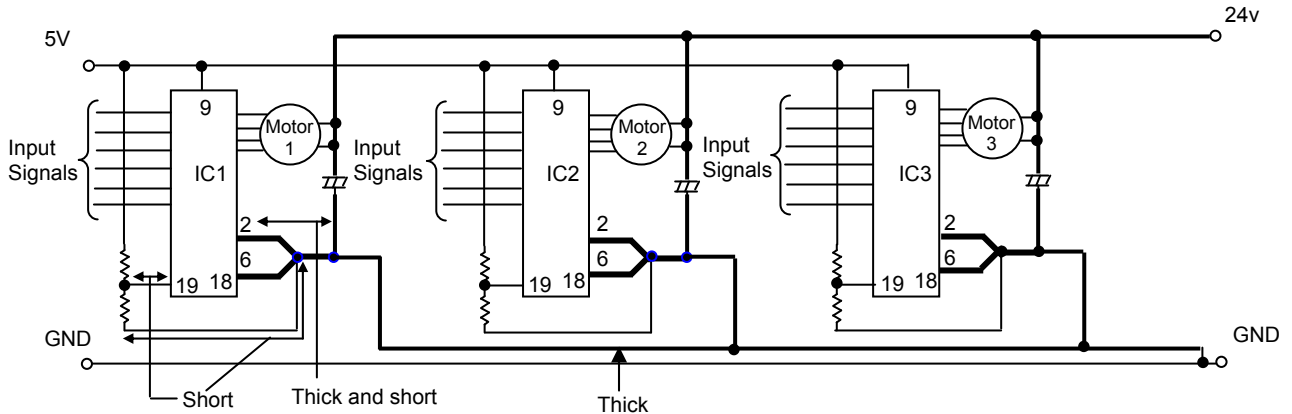 24v
5V
9
9
9
Motor
1
Motor
2
Motor
3
Input
Signals
Input
Signals
Input
Signals
IC1
IC2
IC3
2
2
2
6
6
6
19
18
19
18
19
18
GND
GND
Short
Thick and short
Thick